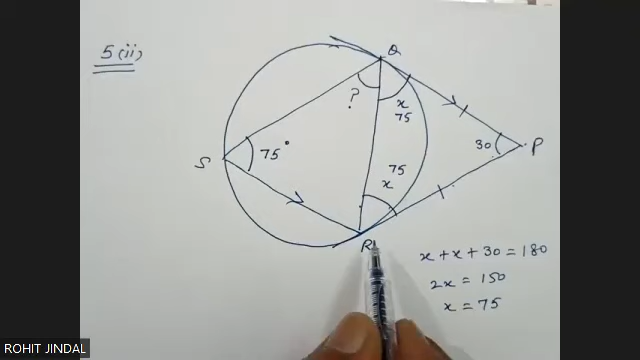 5(ii)
Q
?
x
75
S
75°
75
x
30
P
R
x + x + 30 = 180
2x = 150
x = 75
ROHIT JINDAL